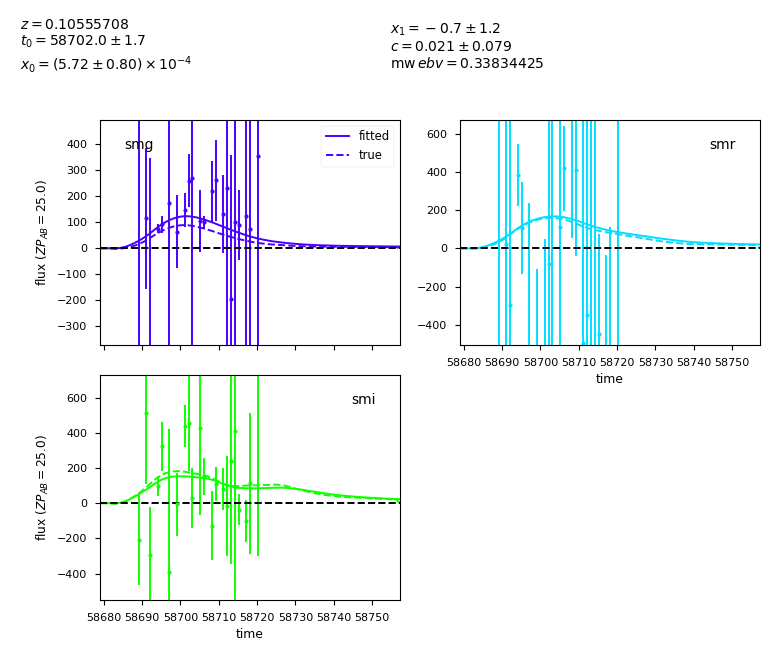 z = 0.10555708
t0 = 58702.0 ± 1.7
x0 = (5.72 ± 0.80) × 10^−4
x1 = −0.7 ± 1.2
c = 0.021 ± 0.079
mw ebv = 0.33834425
smg
fitted
true
400
300
200
100
0
−100
−200
−300
flux (ZP_AB = 25.0)
smr
600
400
200
0
−200
−400
58680 58690 58700 58710 58720 58730 58740 58750
time
smi
600
400
200
0
−200
−400
flux (ZP_AB = 25.0)
58680 58690 58700 58710 58720 58730 58740 58750
time